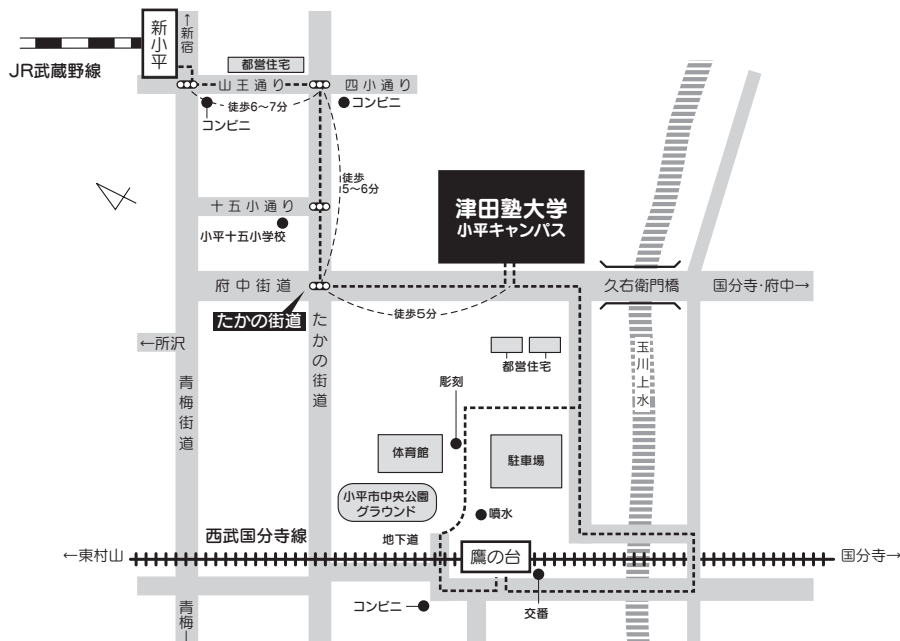 新小平
↑新宿
JR武蔵野線
都営住宅
山王通り
四小通り
徒歩6〜7分
コンビニ
コンビニ
徒歩
5〜6分
十五小通り
小平十五小学校
津田塾大学
小平キャンパス
府中街道
久右衛門橋
国分寺・府中→
たかの街道
徒歩5分
たかの街道
←所沢
青梅街道
都営住宅
玉川上水
彫刻
体育館
駐車場
小平市中央公園
グラウンド
噴水
西武国分寺線
地下道
←東村山
鷹の台
国分寺→
コンビニ
交番
青梅